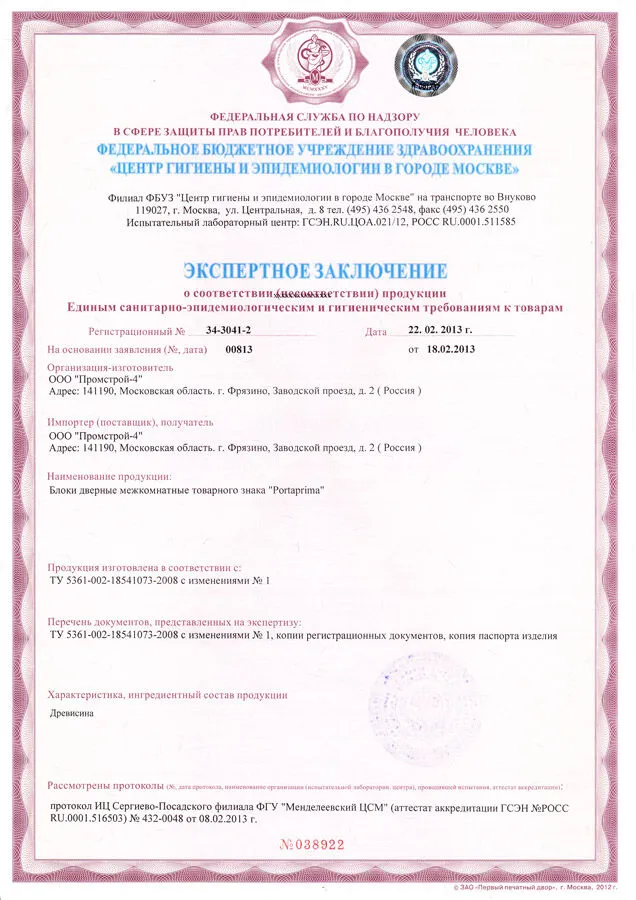 MCMXXXV
ФЕДЕРАЛЬНАЯ СЛУЖБА ПО НАДЗОРУ
В СФЕРЕ ЗАЩИТЫ ПРАВ ПОТРЕБИТЕЛЕЙ И БЛАГОПОЛУЧИЯ ЧЕЛОВЕКА
ФЕДЕРАЛЬНОЕ БЮДЖЕТНОЕ УЧРЕЖДЕНИЕ ЗДРАВООХРАНЕНИЯ
«ЦЕНТР ГИГИЕНЫ И ЭПИДЕМИОЛОГИИ В ГОРОДЕ МОСКВЕ»
Филиал ФБУЗ "Центр гигиены и эпидемиологии в городе Москве" на транспорте во Внуково
119027, г. Москва, ул. Центральная, д. 8 тел. (495) 436 2548, факс (495) 436 2550
Испытательный лабораторный центр: ГСЭН.RU.ЦОА.021/12, РОСС RU.0001.511585
ЭКСПЕРТНОЕ ЗАКЛЮЧЕНИЕ
о соответствии (несоответствии) продукции
Единым санитарно-эпидемиологическим и гигиеническим требованиям к товарам
Регистрационный № 34-3041-2 Дата 22. 02. 2013 г.
На основании заявления (№, дата) 00813 от 18.02.2013
Организация-изготовитель
ООО "Промстрой-4"
Адрес: 141190, Московская область. г. Фрязино, Заводской проезд, д. 2 ( Россия )
Импортер (поставщик), получатель
ООО "Промстрой-4"
Адрес: 141190, Московская область. г. Фрязино, Заводской проезд, д. 2 ( Россия )
Наименование продукции:
Блоки дверные межкомнатные товарного знака "Portaprima"
Продукция изготовлена в соответствии с:
ТУ 5361-002-18541073-2008 с изменениями № 1
Перечень документов, представленных на экспертизу:
ТУ 5361-002-18541073-2008 с изменениями № 1, копии регистрационных документов, копия паспорта изделия
Характеристика, ингредиентный состав продукции
Древисина
Рассмотрены протоколы (№, дата протокола, наименование организации (испытательной лаборатории. центра), проводившей испытания, аттестат аккредитации):
протокол ИЦ Сергиево-Посадского филиала ФГУ "Менделеевский ЦСМ" (аттестат аккредитации ГСЭН №РОСС
RU.0001.516503) № 432-0048 от 08.02.2013 г.
№038922
© ЗАО «Первый печатный двор», г. Москва, 2012 г.